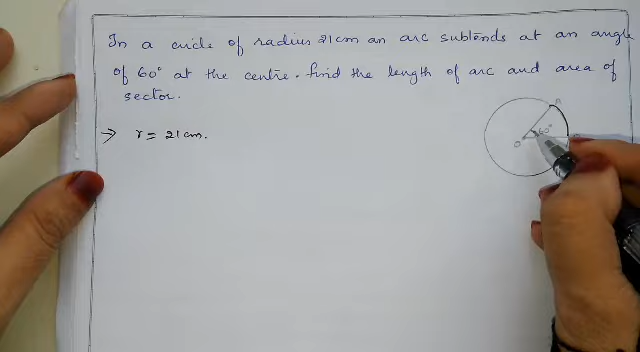 In a circle of radius 21cm an arc subtends at an angle
of 60° at the centre. find the length of arc and area of
sector.
→ r = 21cm.
A
60°
O